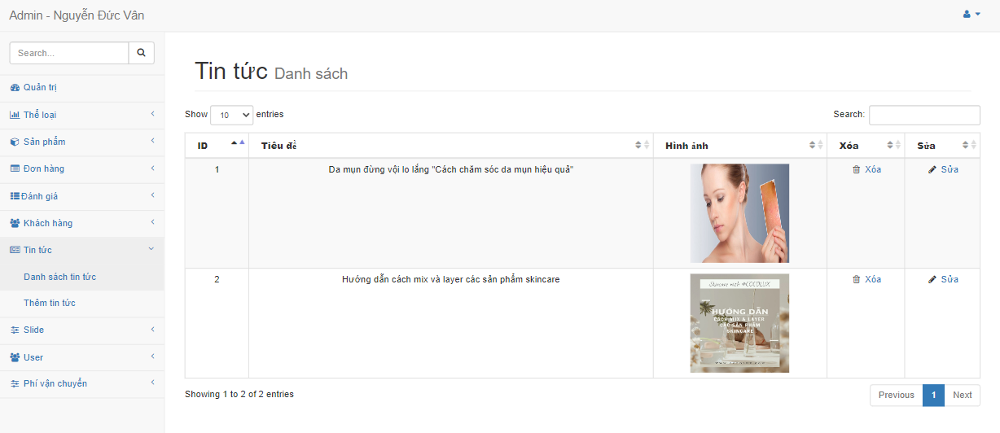 Admin - Nguyễn Đức Vân
Search...
Quản trị
Thể loại
Sản phẩm
Đơn hàng
Đánh giá
Khách hàng
Tin tức
Danh sách tin tức
Thêm tin tức
Slide
User
Phí vận chuyển
Tin tức Danh sách
Show 10 entries
Search:
ID Tiêu đề Hình ảnh Xóa Sửa
1 Da mụn đừng vội lo lắng "Cách chăm sóc da mụn hiệu quả" Xóa Sửa
2 Hướng dẫn cách mix và layer các sản phẩm skincare Xóa Sửa
Skincare with #COCOLUX
HƯỚNG DẪN
CÁCH MIX & LAYER
CÁC SẢN PHẨM
SKINCARE
Showing 1 to 2 of 2 entries
Previous 1 Next